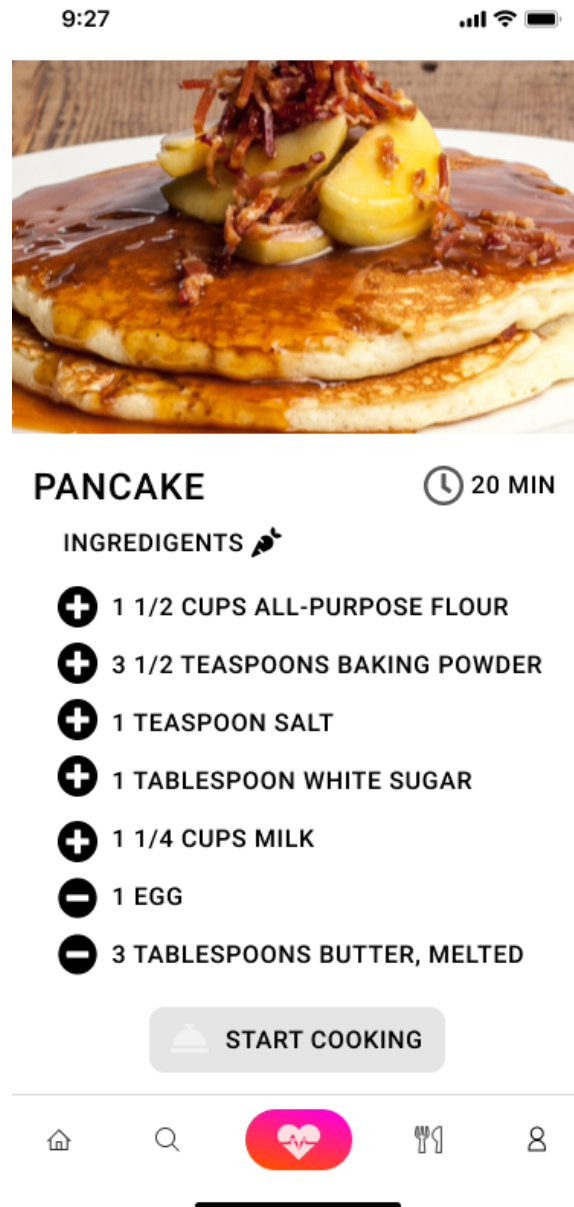 9:27
PANCAKE
20 MIN
INGREDIGENTS
1 1/2 CUPS ALL-PURPOSE FLOUR
3 1/2 TEASPOONS BAKING POWDER
1 TEASPOON SALT
1 TABLESPOON WHITE SUGAR
1 1/4 CUPS MILK
1 EGG
3 TABLESPOONS BUTTER, MELTED
START COOKING